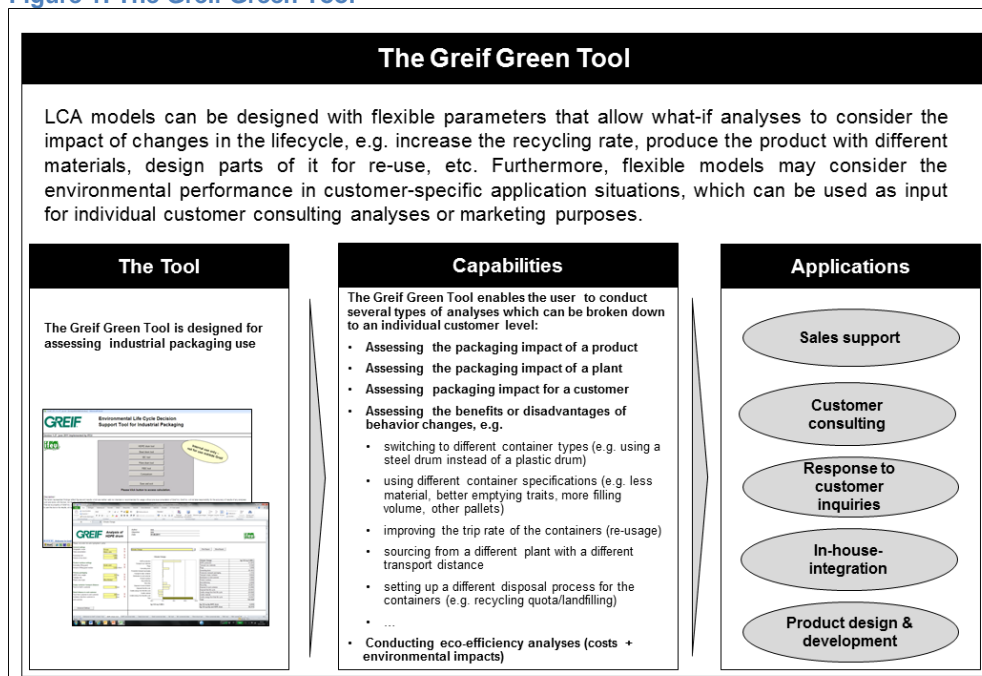 Figure 1: The Greif Green Tool
The Greif Green Tool
LCA models can be designed with flexible parameters that allow what-if analyses to consider the
impact of changes in the lifecycle, e.g. increase the recycling rate, produce the product with different
materials, design parts of it for re-use, etc. Furthermore, flexible models may consider the
environmental performance in customer-specific application situations, which can be used as input
for individual customer consulting analyses or marketing purposes.
The Tool
The Greif Green Tool is designed for
assessing industrial packaging use
GREIF
Environmental Life Cycle Decision
Support Tool for Industrial Packaging
ifeu
GREIF
Analysis of
HDPE drum
Capabilities
The Greif Green Tool enables the user to conduct
several types of analyses which can be broken down
to an individual customer level:
• Assessing the packaging impact of a product
• Assessing the packaging impact of a plant
• Assessing packaging impact for a customer
• Assessing the benefits or disadvantages of
behavior changes, e.g.
• switching to different container types (e.g. using a
steel drum instead of a plastic drum)
• using different container specifications (e.g. less
material, better emptying traits, more filling
volume, other pallets)
• improving the trip rate of the containers (re-usage)
• sourcing from a different plant with a different
transport distance
• setting up a different disposal process for the
containers (e.g. recycling quota/landfilling)
• ...
• Conducting eco-efficiency analyses (costs +
environmental impacts)
Applications
Sales support
Customer
consulting
Response to
customer
inquiries
In-house-
integration
Product design &
development